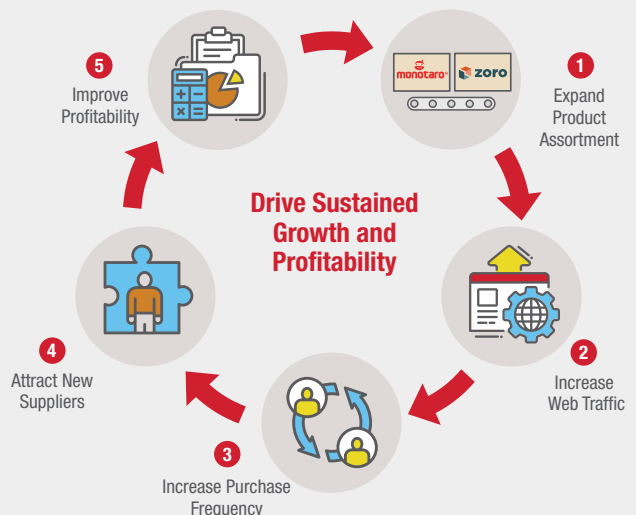 5
Improve
Profitability
monotaro
zoro
1
Expand
Product
Assortment
Drive Sustained
Growth and
Profitability
4
Attract New
Suppliers
2
Increase
Web Traffic
3
Increase Purchase
Frequency